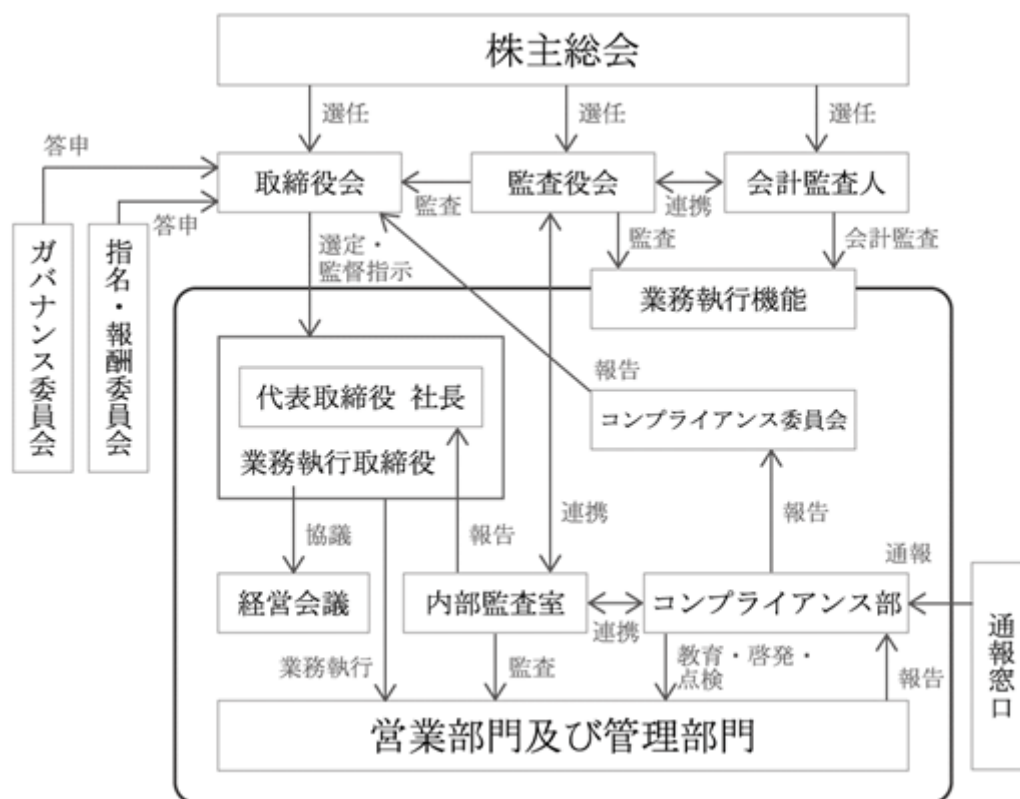 株主総会
選任
選任
選任
答申
取締役会
監査
監査役会
連携
会計監査人
答申
ガバナンス委員会
指名・報酬委員会
選定・
監督指示
監査
会計監査
業務執行機能
代表取締役 社長
業務執行取締役
報告
コンプライアンス委員会
協議
報告
連携
報告
通報
経営会議
内部監査室
連携
コンプライアンス部
通報窓口
業務執行
監査
教育・啓発・
点検
報告
営業部門及び管理部門